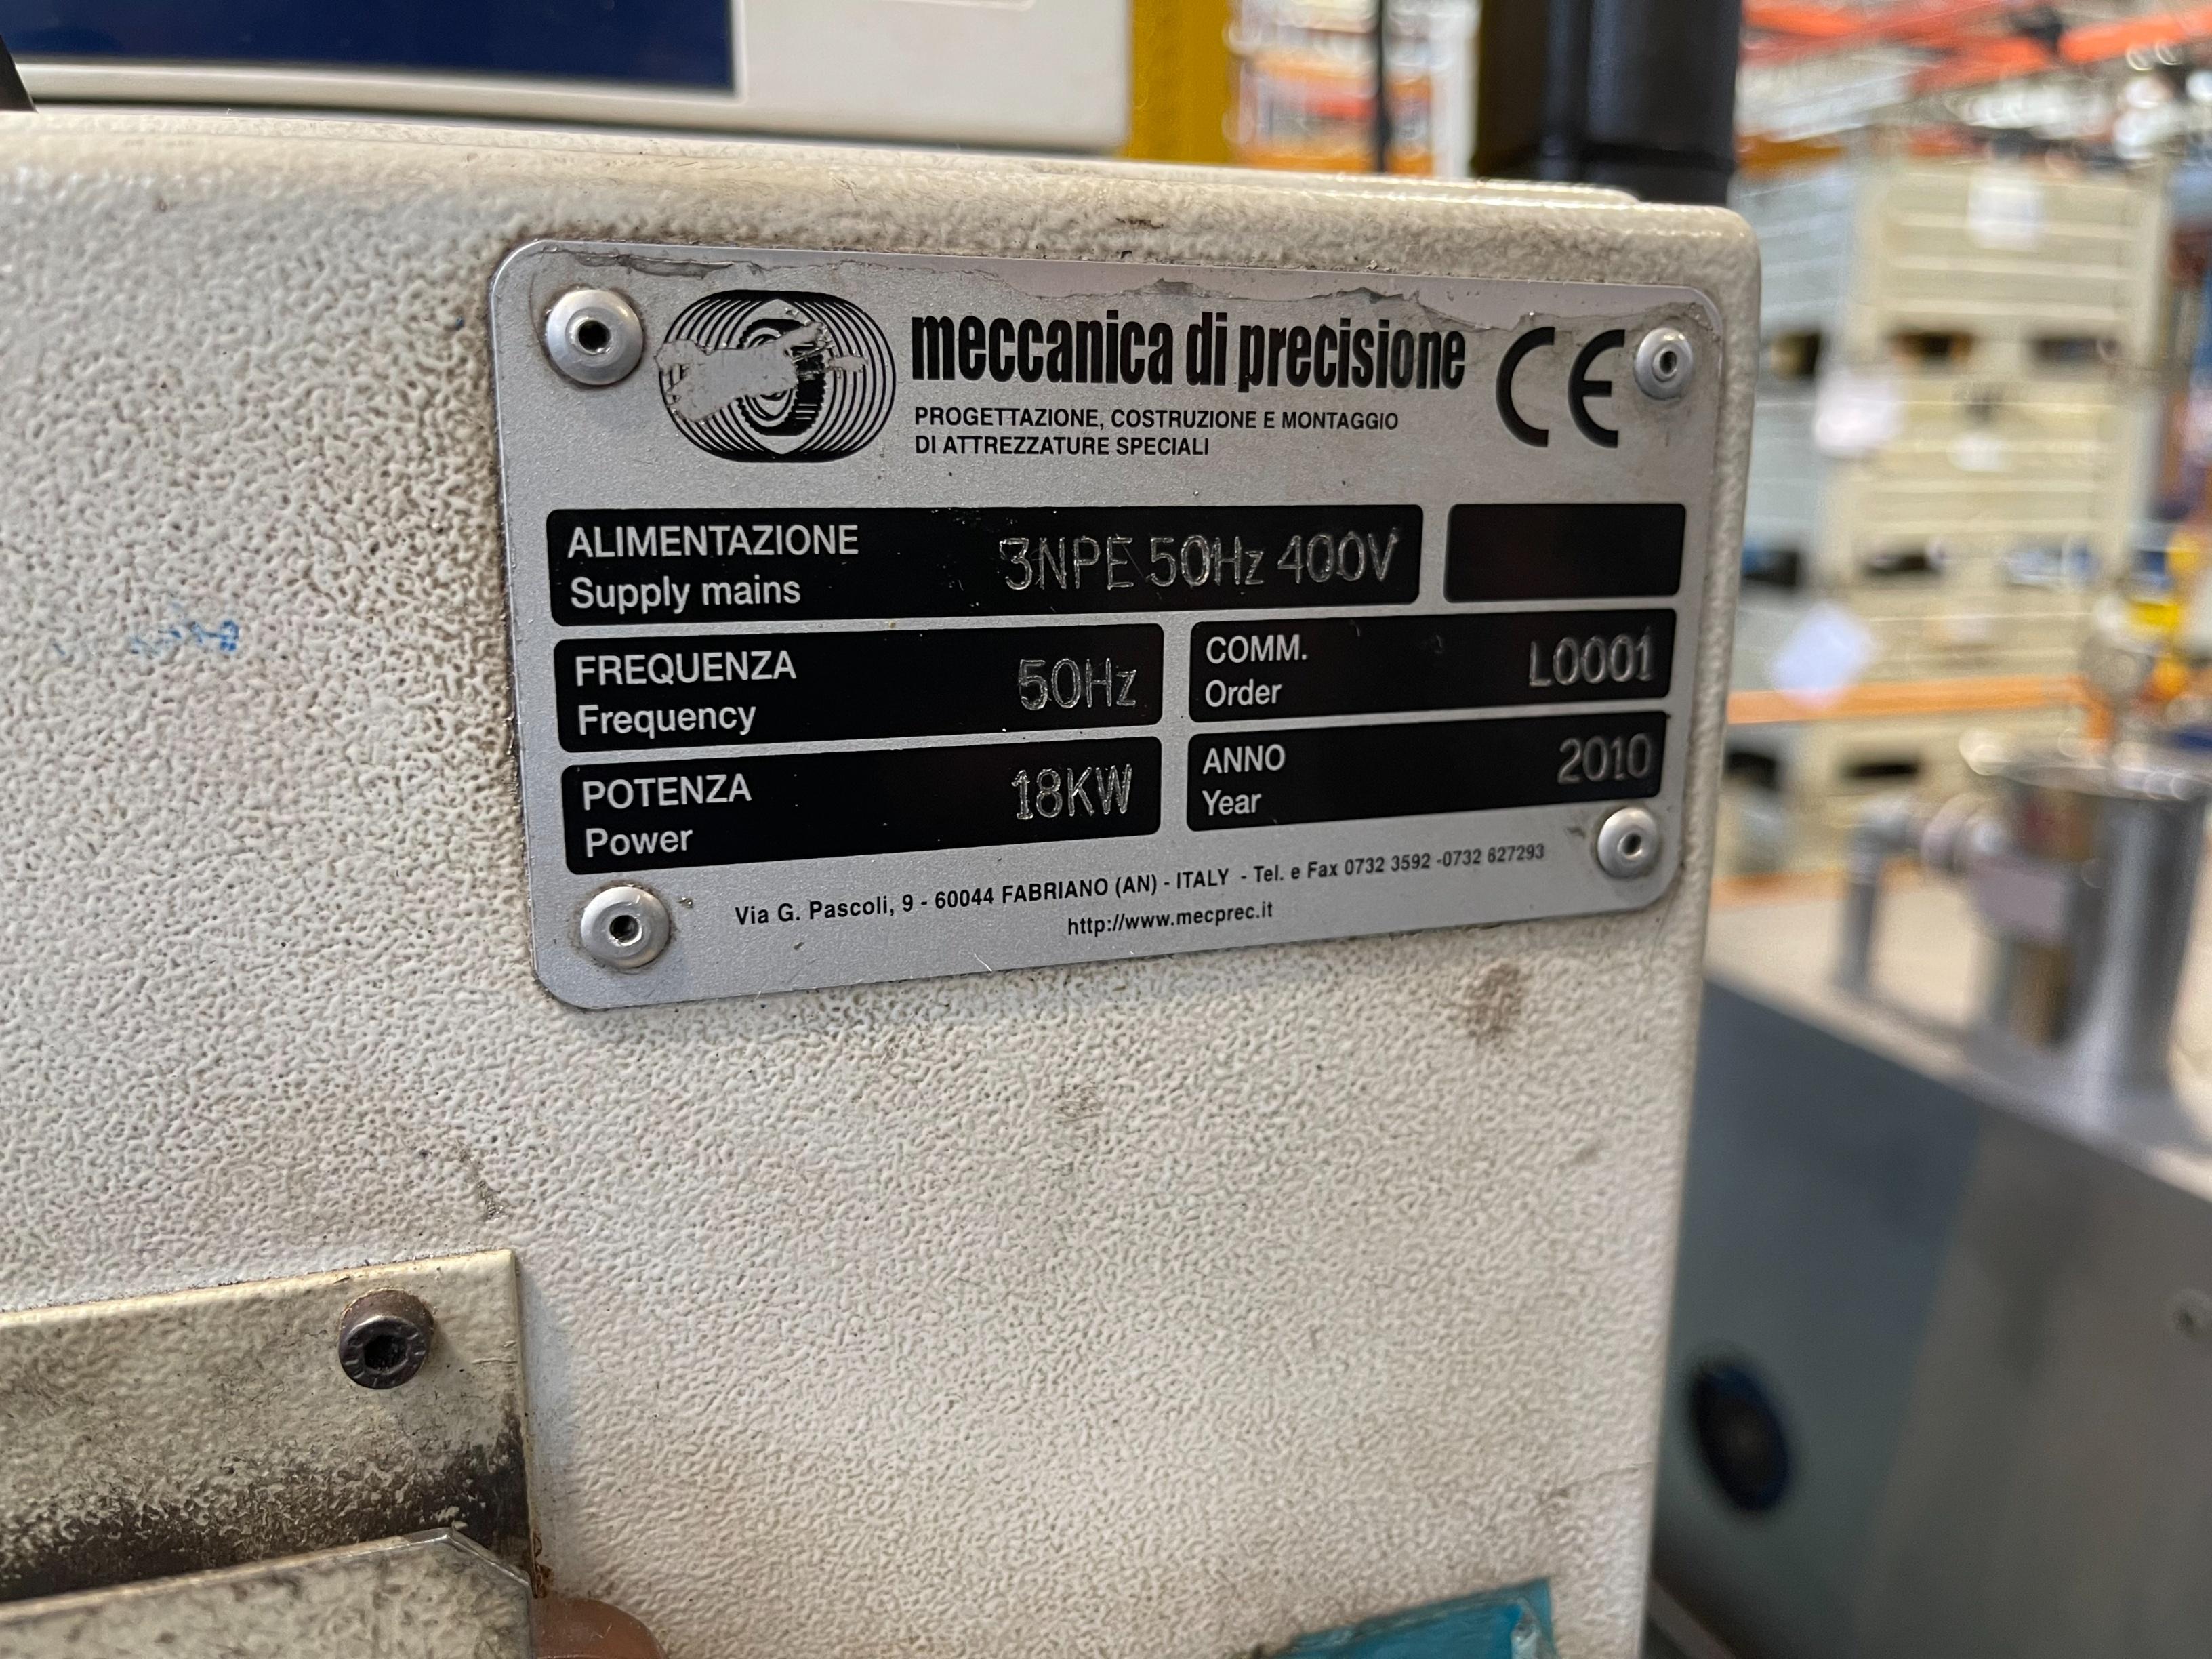 meccanica di precisione CE
PROGETTAZIONE, COSTRUZIONE E MONTAGGIO
DI ATTREZZATURE SPECIALI
ALIMENTAZIONE
Supply mains
3NPE 50Hz 400V
FREQUENZA
Frequency
50Hz
COMM.
Order
L0001
POTENZA
Power
18KW
ANNO
Year
2010
Via G. Pascoli, 9 - 60044 FABRIANO (AN) - ITALY - Tel. e Fax 0732 3592 -0732 627293
http://www.mecprec.it